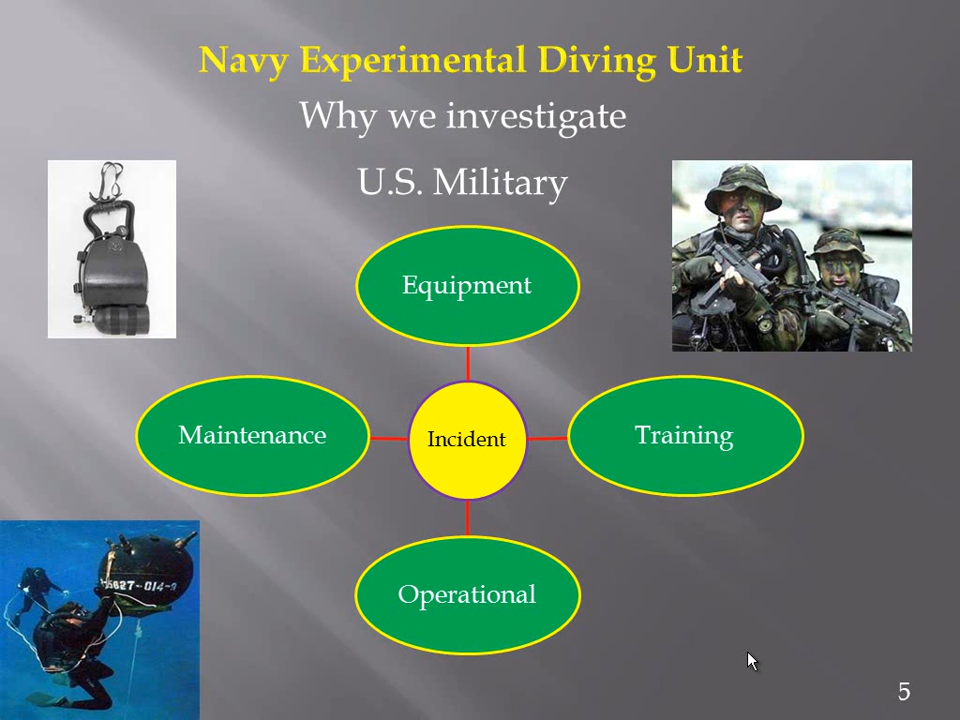 Navy Experimental Diving Unit
Why we investigate
U.S. Military
Equipment
Maintenance
Incident
Training
Operational
5